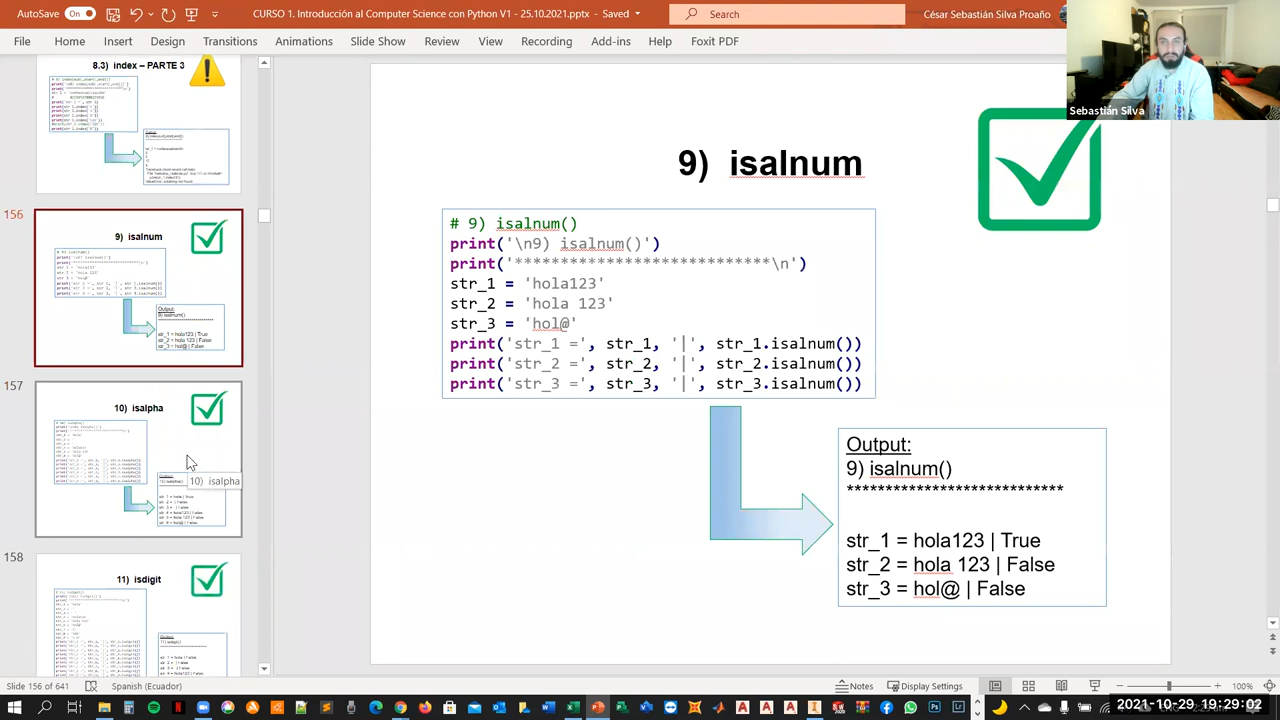 AutoSave
On
CURSO 1. Introducción al Computer Science con Python V1 - 25.10.2021.pptx - Saved
Search
César Sebastián Silva Proaño
File Home Insert Design Transitions Animations Slide Show Review View Recording Add-ins Help Foxit PDF
Sebastián Silva
8.3) index – PARTE 3
156
9) isalnum
157
10) isalpha
10) isalpha
158
11) isdigit
9) isalnum
# 9) isalnum()
print('\n9) isalnum()')
print('**************************\n')
str_1 = 'hola123'
str_2 = 'hola 123'
str_3 = 'hol@'
print('str_1 =', str_1, '|', str_1.isalnum())
print('str_2 =', str_2, '|', str_2.isalnum())
print('str_3 =', str_3, '|', str_3.isalnum())
Output:
9) isalnum()
**************************
str_1 = hola123 | True
str_2 = hola 123 | False
str_3 = hol@ | False
Slide 156 of 641
Spanish (Ecuador)
Notes
Display Settings
100%
2021-10-29 19:29:02